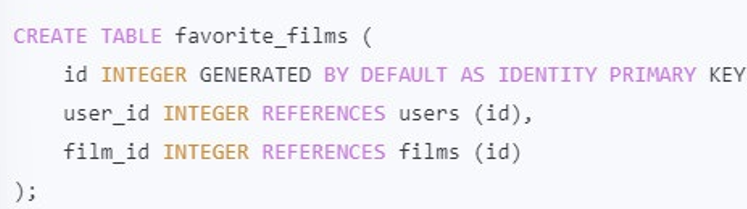 CREATE TABLE favorite_films (
    id INTEGER GENERATED BY DEFAULT AS IDENTITY PRIMARY KEY
    user_id INTEGER REFERENCES users (id),
    film_id INTEGER REFERENCES films (id)
);